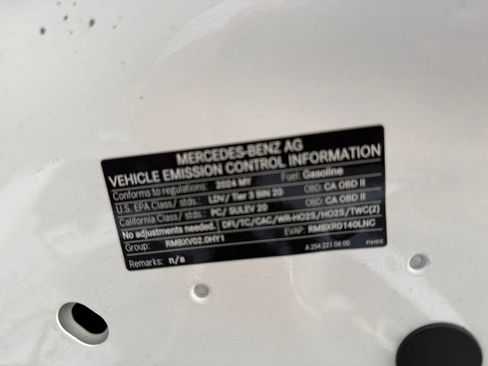 MERCEDES-BENZ AG
VEHICLE EMISSION CONTROL INFORMATION
Conforms to regulations: 2024 MY Fuel: Gasoline
U.S. EPA Class/ stds.: LDV/ Tier 3 BIN 20 OBD: CA OBD II
California Class/ stds.: PC/ SULEV 20 OBD: CA OBD II
No adjustments needed. DFI/TC/CAC/WR-HO2S/HO2S/TWC(2)
Group: RMBXV02.0HY1 EVAP: RMBXR0140LNC
Remarks: n/a A 254 221 06 00